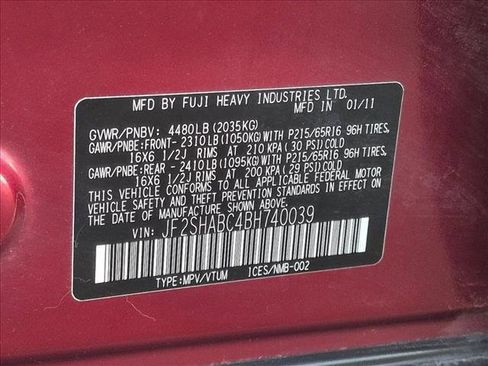 MFD BY FUJI HEAVY INDUSTRIES LTD.
GVWR/PNBV: 4480LB(2035KG) IN 01/11
GAWR/PNBE:FRONT- 2310LB(1050KG)WITH P215/65R16 96H TIRES,
16X6 1/2J RIMS AT 210 KPA (30 PSI)COLD
GAWR/PNBE:REAR - 2410LB(1095KG)WITH P215/65R16 96H TIRES,
16X6 1/2J RIMS AT 200 KPA (29 PSI)COLD
THIS VEHICLE CONFORMS TO ALL APPLICABLE FEDERAL MOTOR
VEHICLE SAFETY AND THEFT PREVENTION STANDARDS IN EFFECT ON
THE DATE OF MANUFACTURE SHOWN ABOVE.
VIN: JF2SHABC4BH740039
TYPE:MPV/VTUM ICES/NMB-002